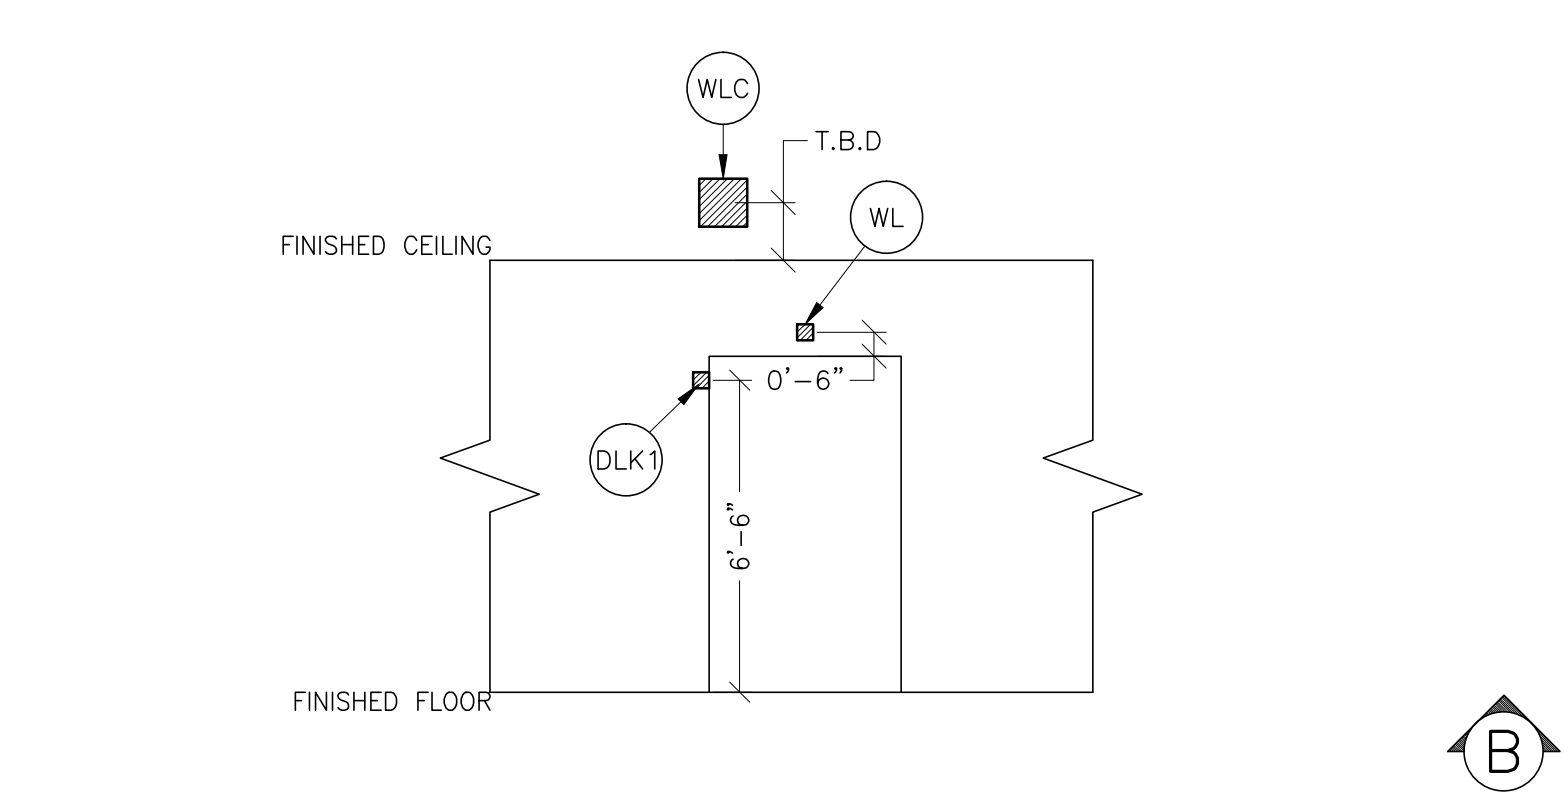 WLC
T.B.D
WL
FINISHED CEILING
0'-6"
DLK1
6'-6"
FINISHED FLOOR
B